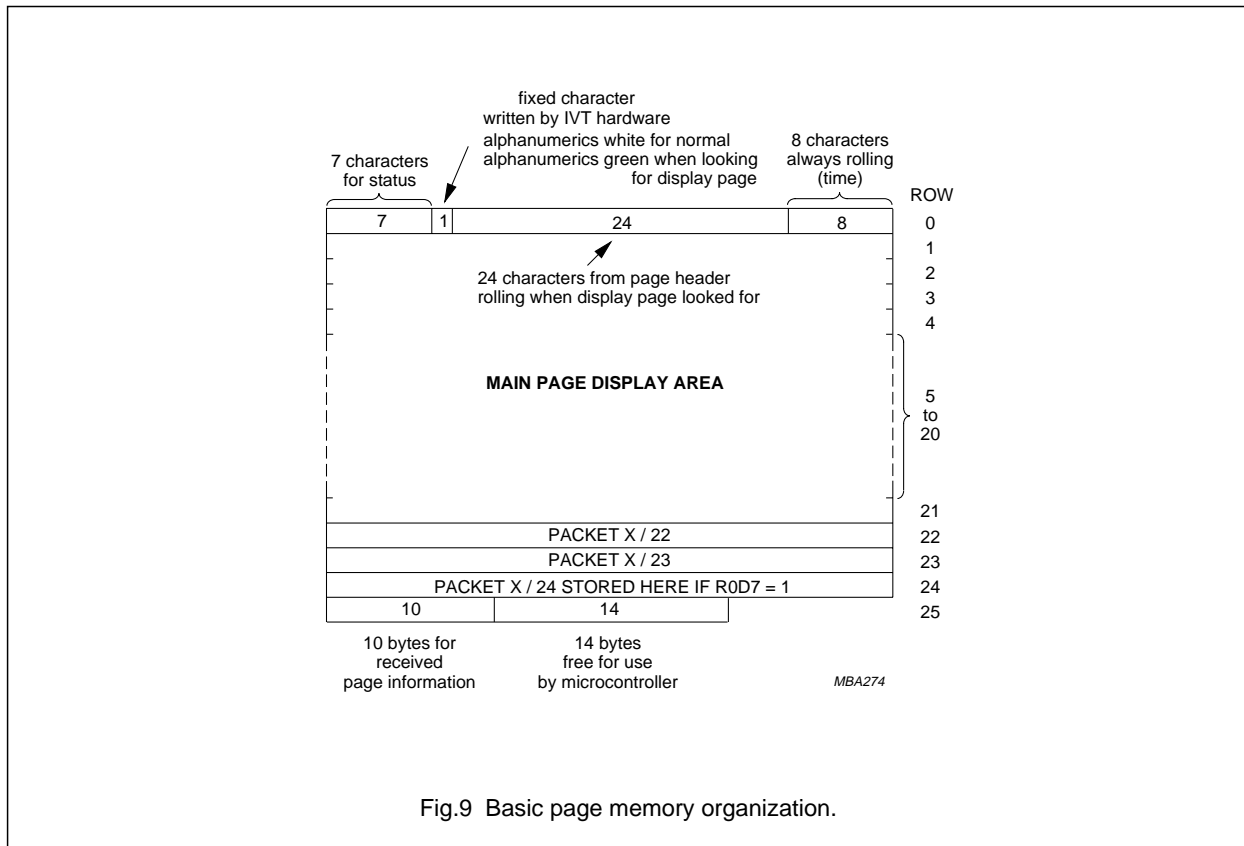 fixed character
written by IVT hardware
alphanumerics white for normal
alphanumerics green when looking
for display page
7 characters
for status
8 characters
always rolling
(time)
ROW
7 1 24 8 0
1
24 characters from page header
rolling when display page looked for
2
3
4
MAIN PAGE DISPLAY AREA
5
to
20
21
PACKET X / 22 22
PACKET X / 23 23
PACKET X / 24 STORED HERE IF R0D7 = 1 24
10 14 25
10 bytes for
received
page information
14 bytes
free for use
by microcontroller
MBA274
Fig.9 Basic page memory organization.